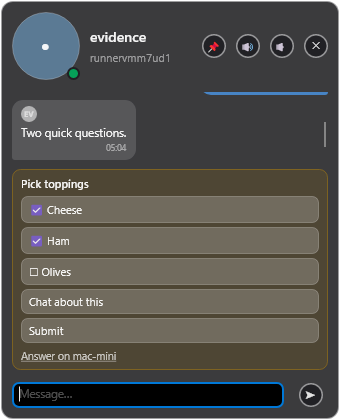 evidence
runnervmm7ud1
EV
Two quick questions.
05:04
Pick toppings
Cheese
Ham
Olives
Chat about this
Submit
Answer on mac-mini
Message...